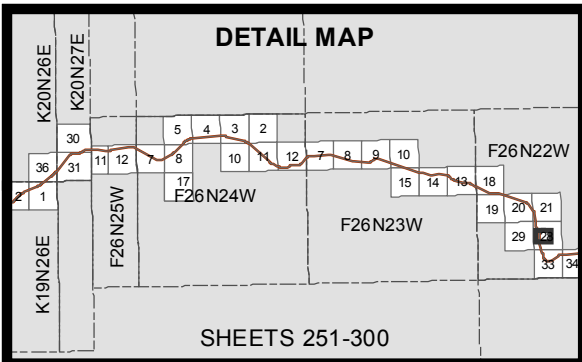 DETAIL MAP
K20N26E
K20N27E
F26N22W
5 4 3 2
30
36 31 11 12 7 8 10 11 12 7 8 9 10
2 1
17
15 14 13 18
F26N24W
F26N25W
F26N23W
K19N26E
19 20 21
29 28
33 34
SHEETS 251-300